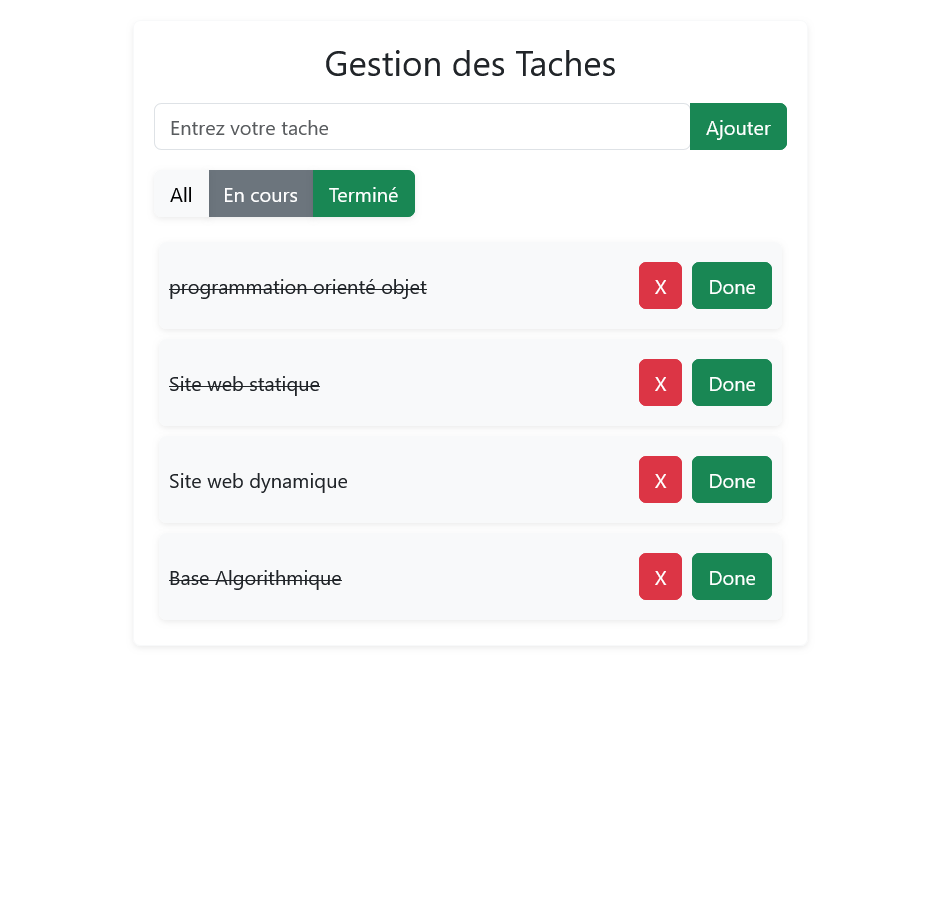 Gestion des Taches
Entrez votre tache Ajouter
All En cours Terminé
programmation orienté objet X Done
Site web statique X Done
Site web dynamique X Done
Base Algorithmique X Done